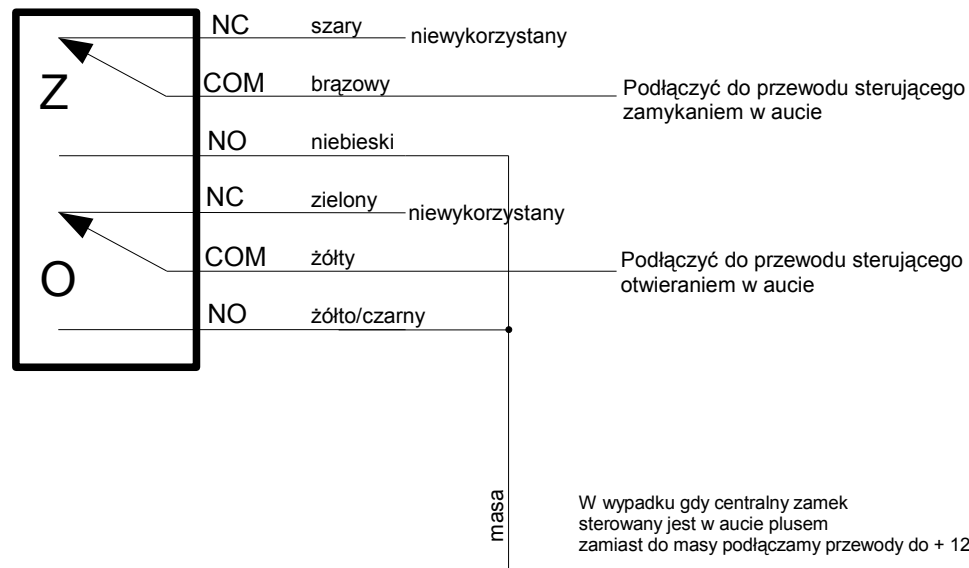 NC szary niewykorzystany
Z
COM brązowy Podłączyć do przewodu sterującego
zamykaniem w aucie
NO niebieski
NC zielony niewykorzystany
COM żółty Podłączyć do przewodu sterującego
O otwieraniem w aucie
NO żółto/czarny
masa
W wypadku gdy centralny zamek
sterowany jest w aucie plusem
zamiast do masy podłączamy przewody do + 12